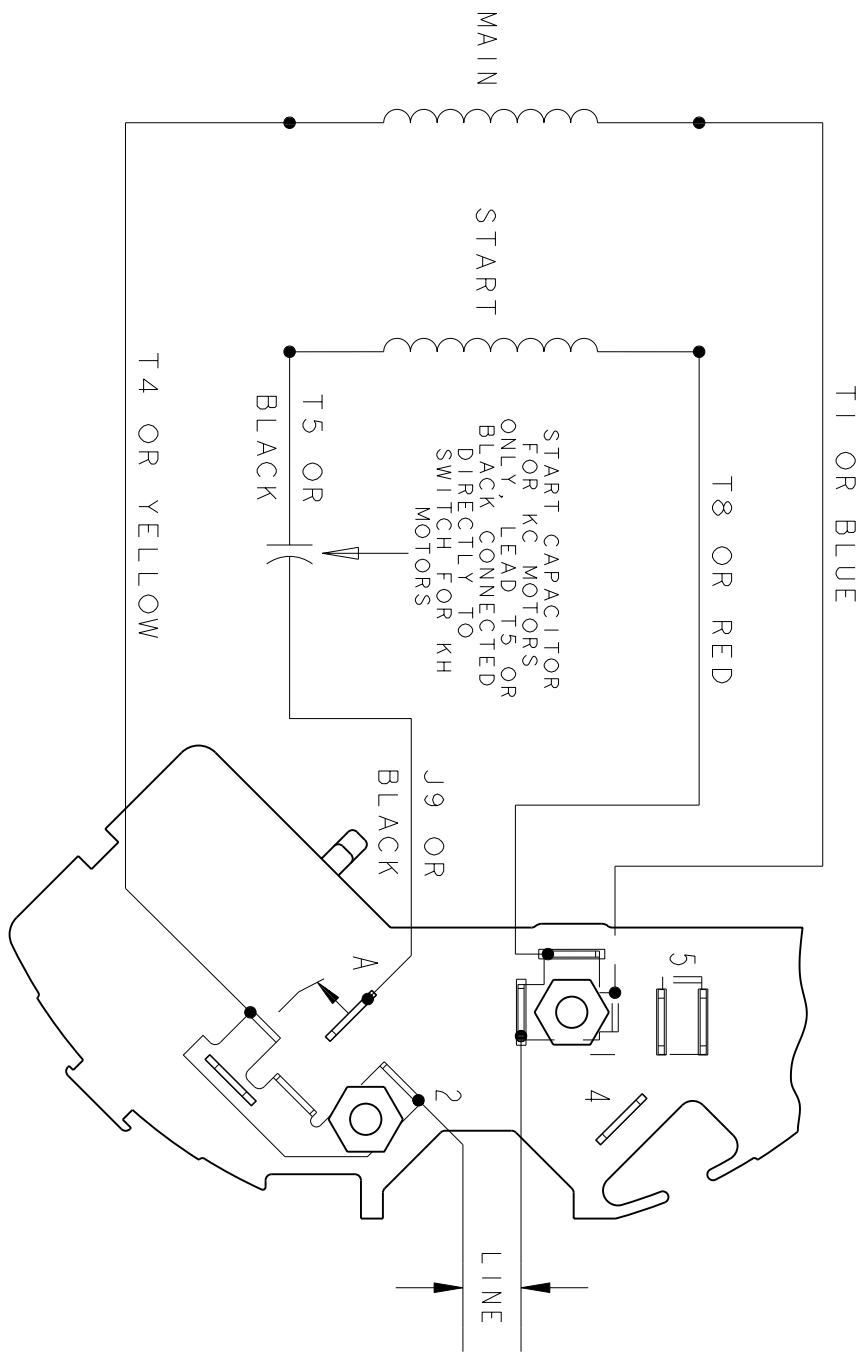 MAIN
START
T1 OR BLUE
T8 OR RED
START CAPACITOR
FOR KC MOTORS
ONLY, LEAD T5 OR
BLACK CONNECTED
DIRECTLY TO
SWITCH FOR KH
MOTORS
T5 OR
BLACK
T4 OR YELLOW
J9 OR
BLACK
5
1
4
A
2
LINE